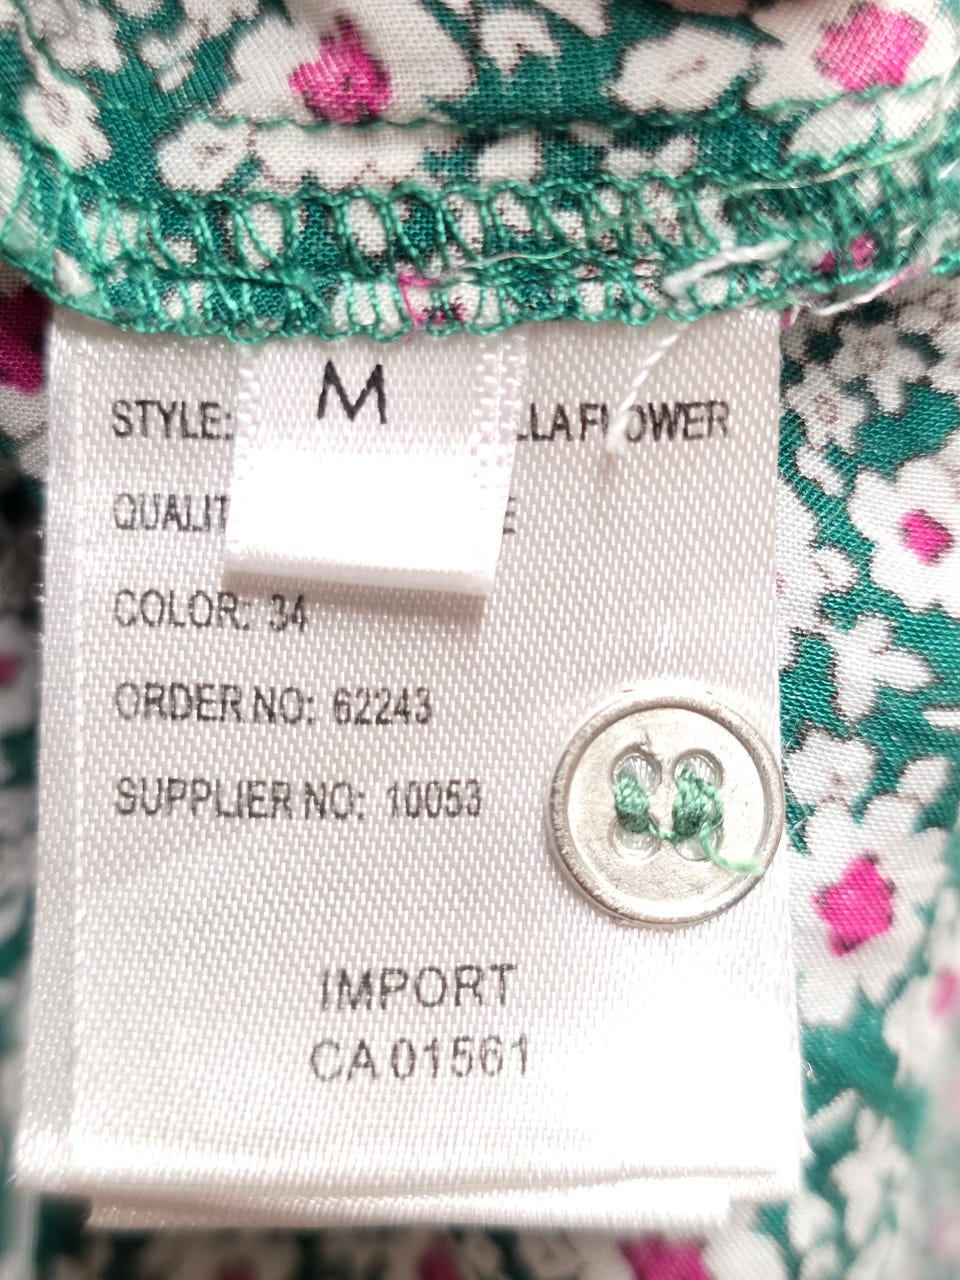 M
STYLE: LLA FLOWER
QUALIT E
COLOR: 34
ORDER NO: 62243
SUPPLIER NO: 10053
IMPORT
CA 01561